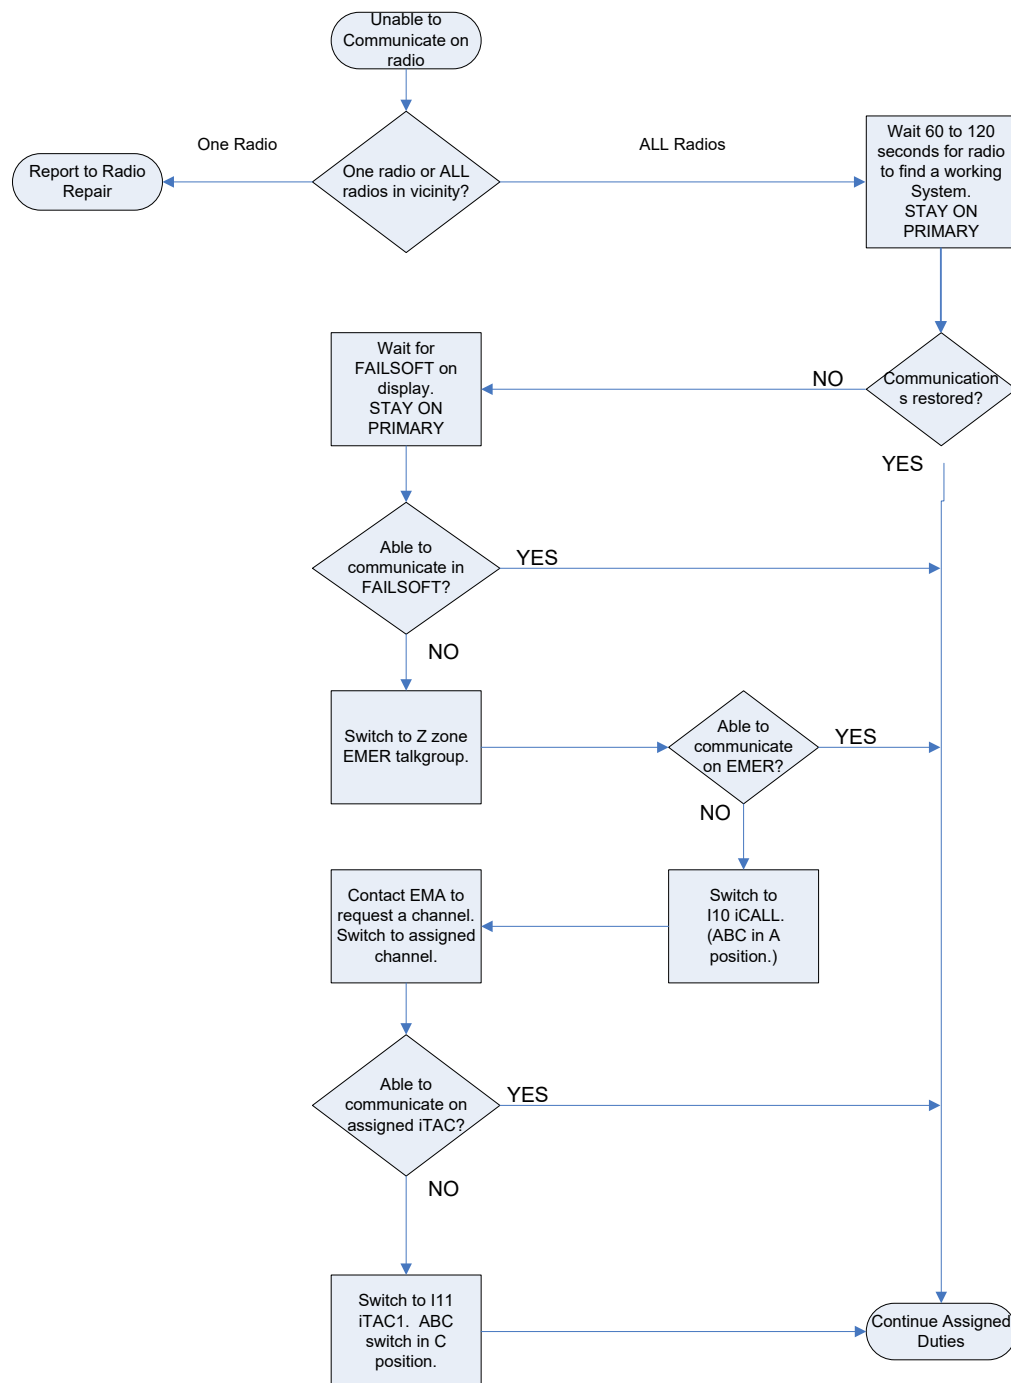 Unable to
Communicate on
radio
One Radio
ALL Radios
Report to Radio
Repair
One radio or ALL
radios in vicinity?
Wait 60 to 120
seconds for radio
to find a working
System.
STAY ON
PRIMARY
Wait for
FAILSOFT on
display.
STAY ON
PRIMARY
NO
Communication
s restored?
YES
Able to
communicate in
FAILSOFT?
YES
NO
Switch to Z zone
EMER talkgroup.
Able to
communicate
on EMER?
YES
NO
Contact EMA to
request a channel.
Switch to assigned
channel.
Switch to
I10 iCALL.
(ABC in A
position.)
Able to
communicate on
assigned iTAC?
YES
NO
Switch to I11
iTAC1.  ABC
switch in C
position.
Continue Assigned
Duties